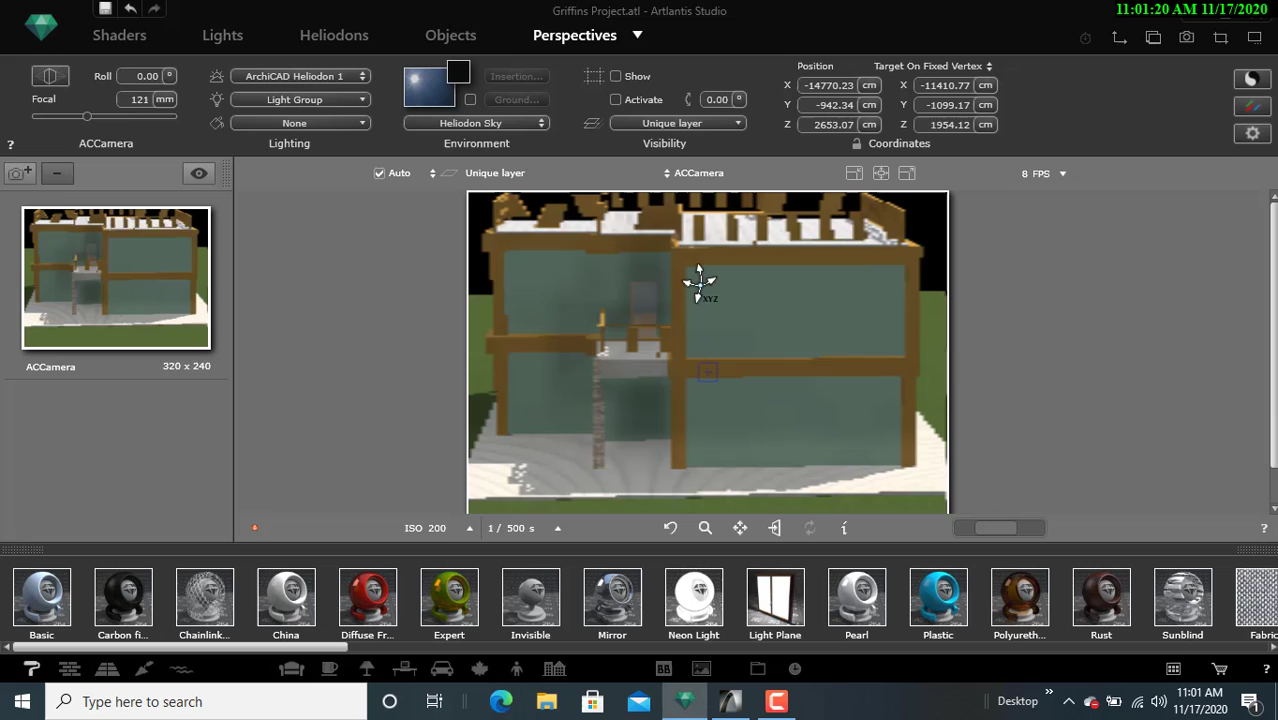 11:01:20 AM 11/17/2020
Griffins Project.atl - Artlantis Studio
Shaders Lights Heliodons Objects Perspectives
Roll 0.00 °
ArchiCAD Heliodon 1
Insertion...
Show
Position Target On Fixed Vertex
X -14770.23 cm X -11410.77 cm
Focal 121 mm
Light Group
Ground...
Activate 0.00 °
Y -942.34 cm Y -1099.17 cm
None
Heliodon Sky
Unique layer
Z 2653.07 cm Z 1954.12 cm
? ACCamera Lighting Environment Visibility Coordinates
Auto Unique layer ACCamera 8 FPS
XYZ
ACCamera 320 x 240
ISO 200 1 / 500 s i ?
Basic Carbon fi... Chainlink... China Diffuse Fr... Expert Invisible Mirror Neon Light Light Plane Pearl Plastic Polyureth... Rust Sunblind Fabric
BB ?
Type here to search
Desktop »
11:01 AM
11/17/2020
1